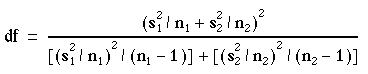 df = (s₁² / n₁ + s₂² / n₂)² / {[(s₁² / n₁)² / (n₁ − 1)] + [(s₂² / n₂)² / (n₂ − 1)]}